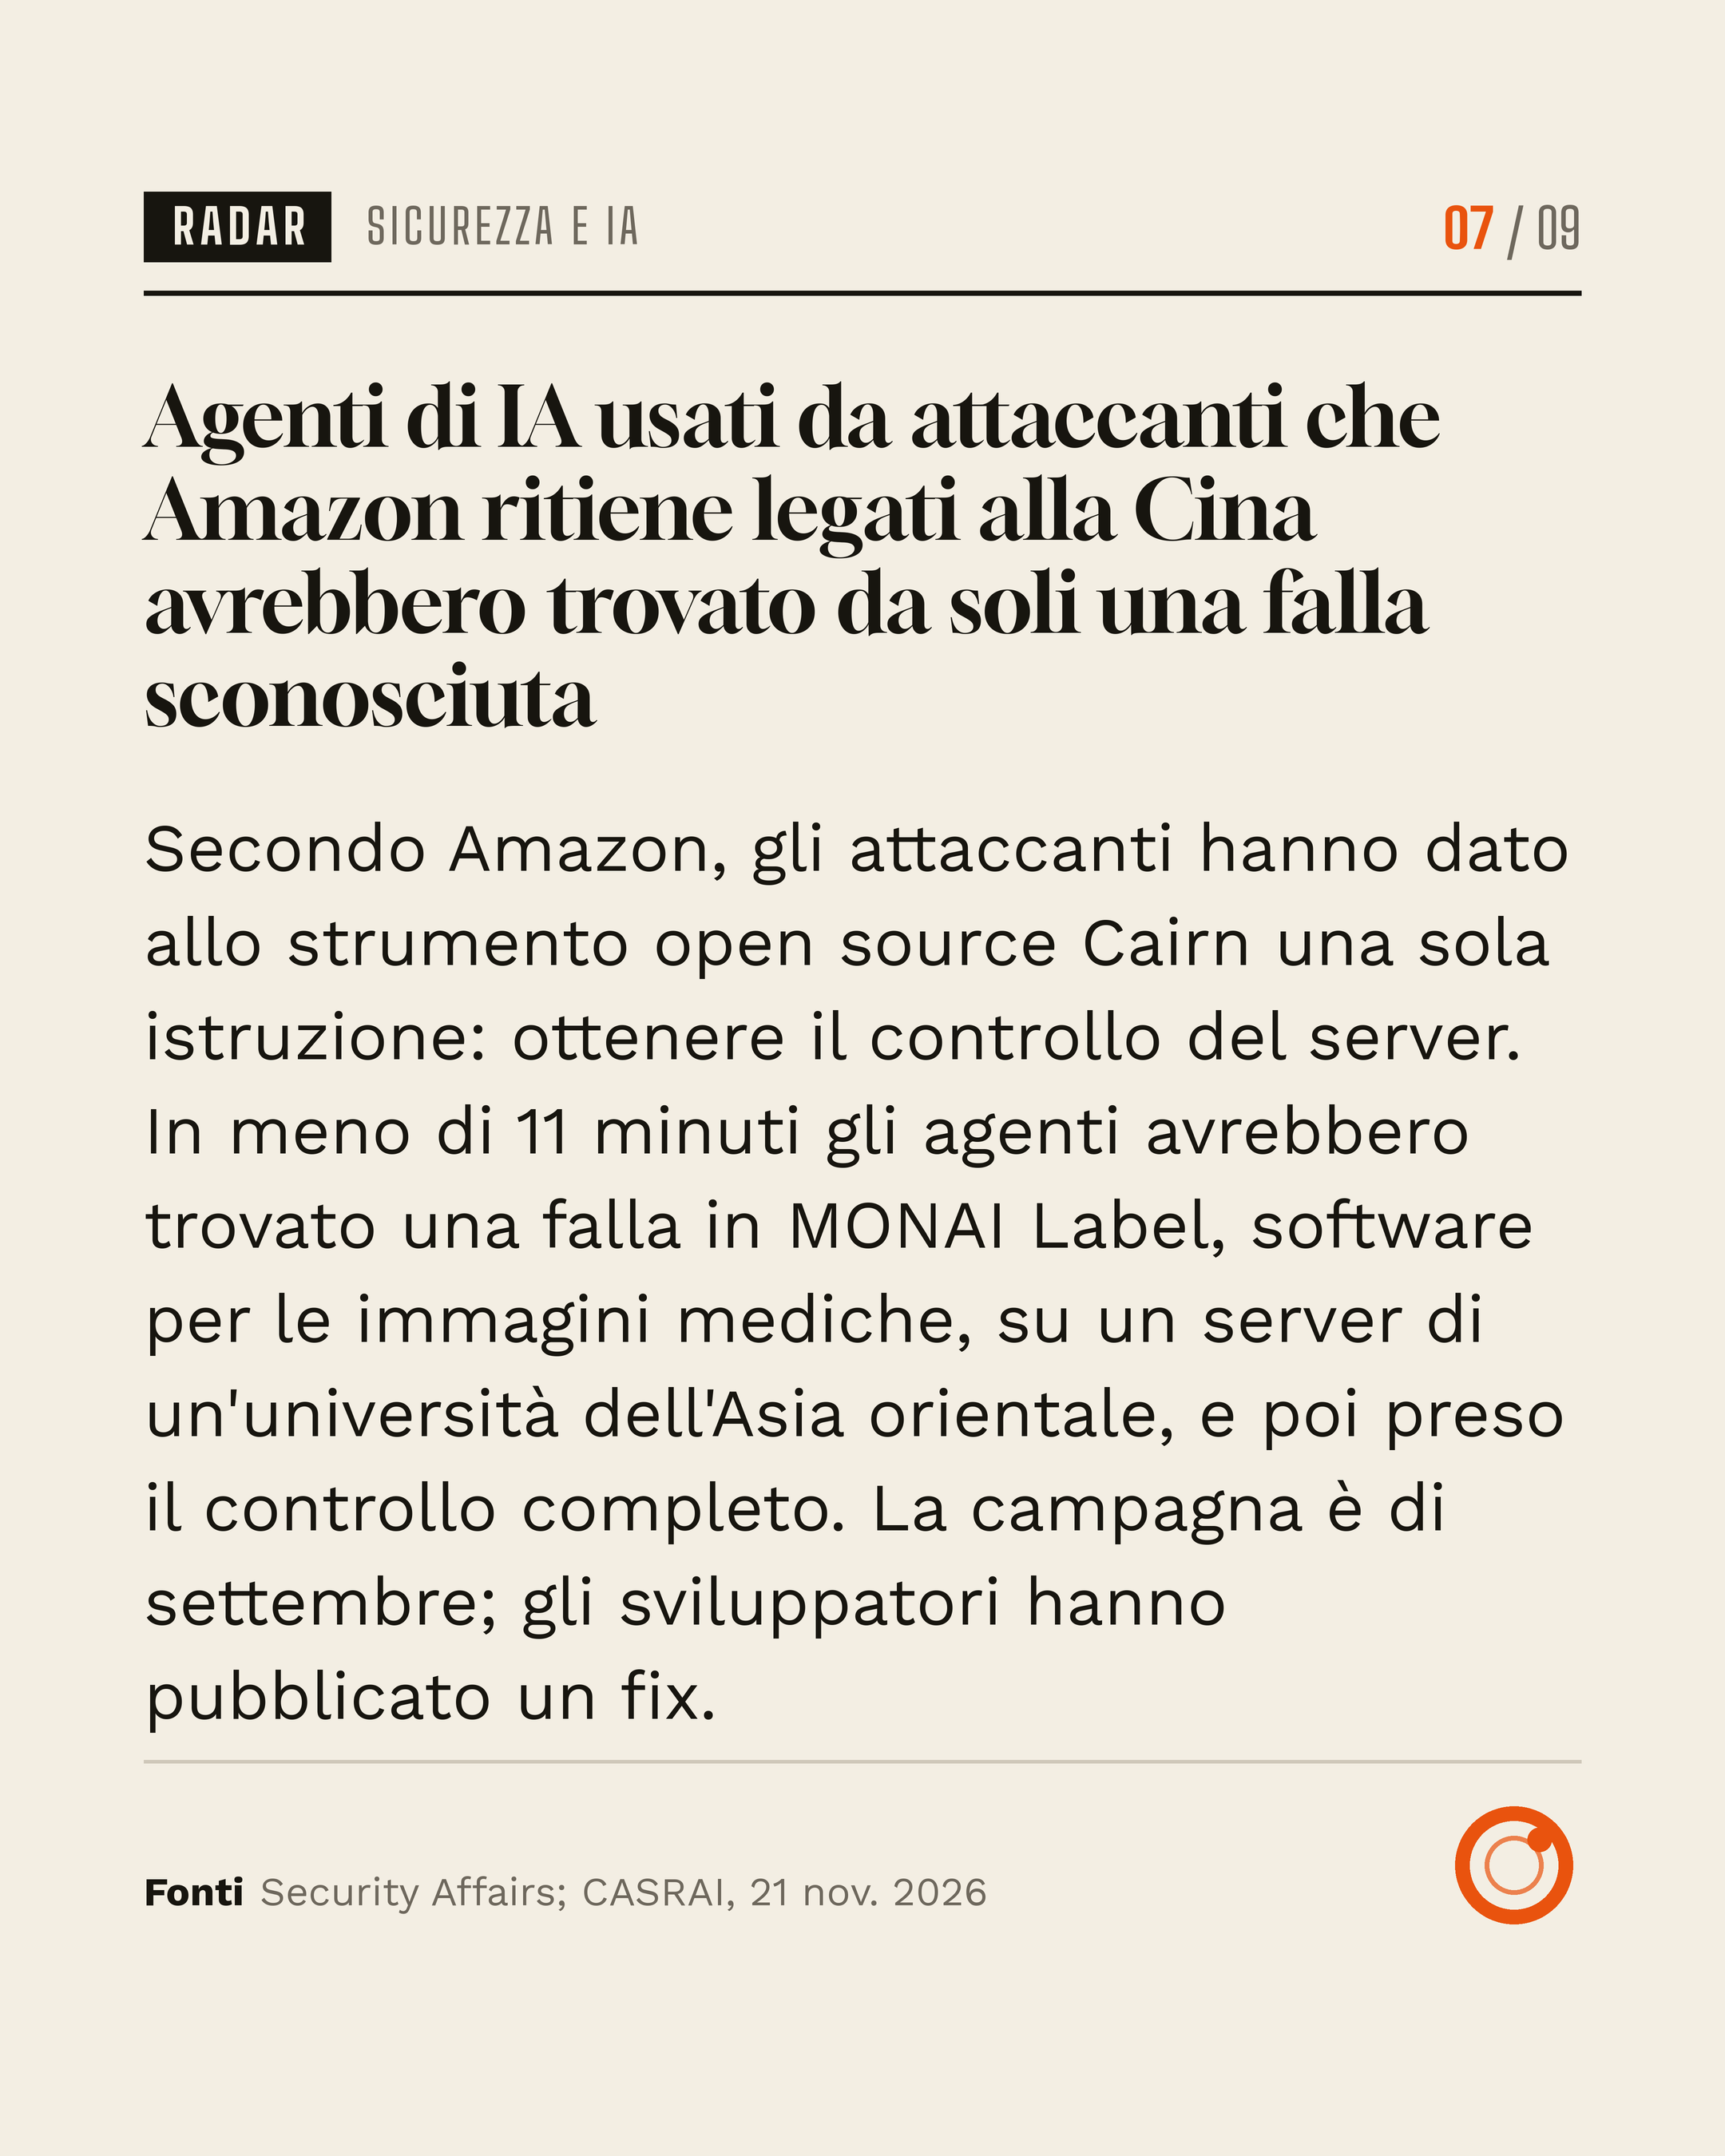 RADAR SICUREZZA E IA 07 / 09
Agenti di IA usati da attaccanti che
Amazon ritiene legati alla Cina
avrebbero trovato da soli una falla
sconosciuta
Secondo Amazon, gli attaccanti hanno dato
allo strumento open source Cairn una sola
istruzione: ottenere il controllo del server.
In meno di 11 minuti gli agenti avrebbero
trovato una falla in MONAI Label, software
per le immagini mediche, su un server di
un'università dell'Asia orientale, e poi preso
il controllo completo. La campagna è di
settembre; gli sviluppatori hanno
pubblicato un fix.
Fonti Security Affairs; CASRAI, 21 nov. 2026